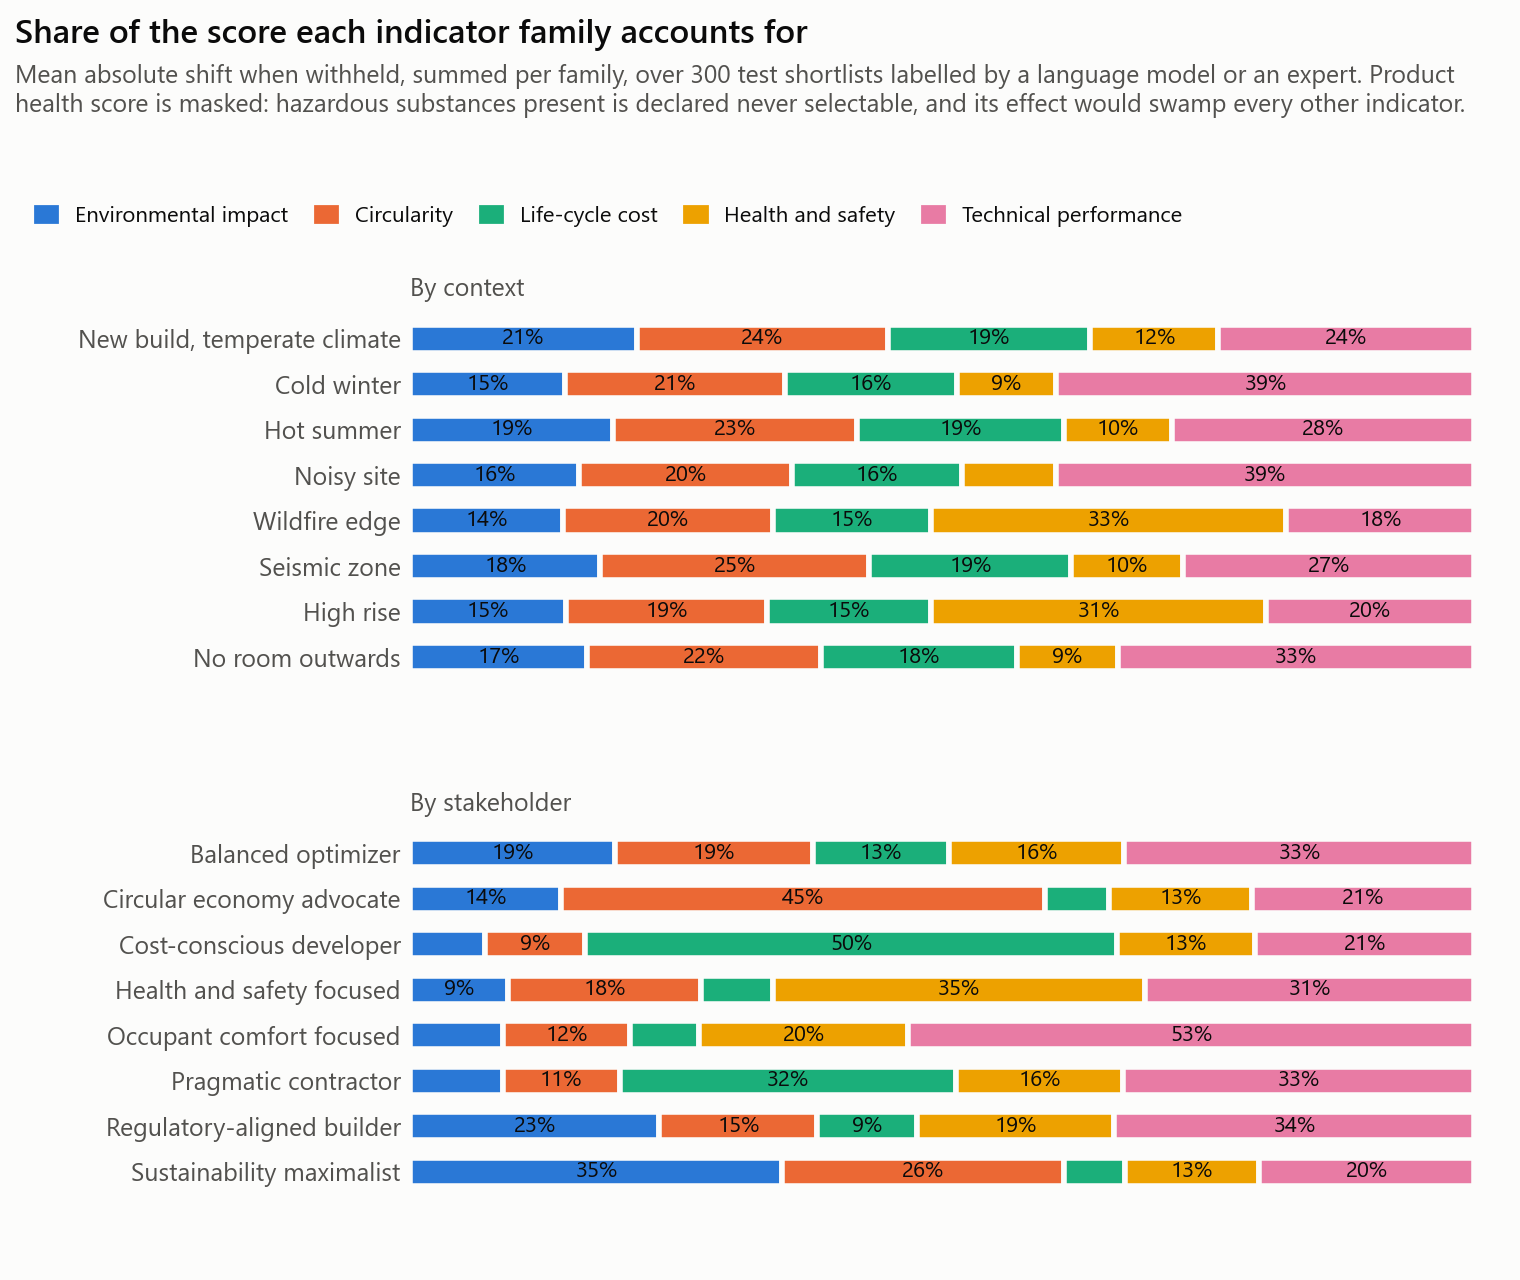 Share of the score each indicator family accounts for
Mean absolute shift when withheld, summed per family, over 300 test shortlists labelled by a language model or an expert. Product
health score is masked: hazardous substances present is declared never selectable, and its effect would swamp every other indicator.
Environmental impact Circularity Life-cycle cost Health and safety Technical performance
By context
New build, temperate climate 21% 24% 19% 12% 24%
Cold winter 15% 21% 16% 9% 39%
Hot summer 19% 23% 19% 10% 28%
Noisy site 16% 20% 16% 39%
Wildfire edge 14% 20% 15% 33% 18%
Seismic zone 18% 25% 19% 10% 27%
High rise 15% 19% 15% 31% 20%
No room outwards 17% 22% 18% 9% 33%
By stakeholder
Balanced optimizer 19% 19% 13% 16% 33%
Circular economy advocate 14% 45% 13% 21%
Cost-conscious developer 9% 50% 13% 21%
Health and safety focused 9% 18% 35% 31%
Occupant comfort focused 12% 20% 53%
Pragmatic contractor 11% 32% 16% 33%
Regulatory-aligned builder 23% 15% 9% 19% 34%
Sustainability maximalist 35% 26% 13% 20%